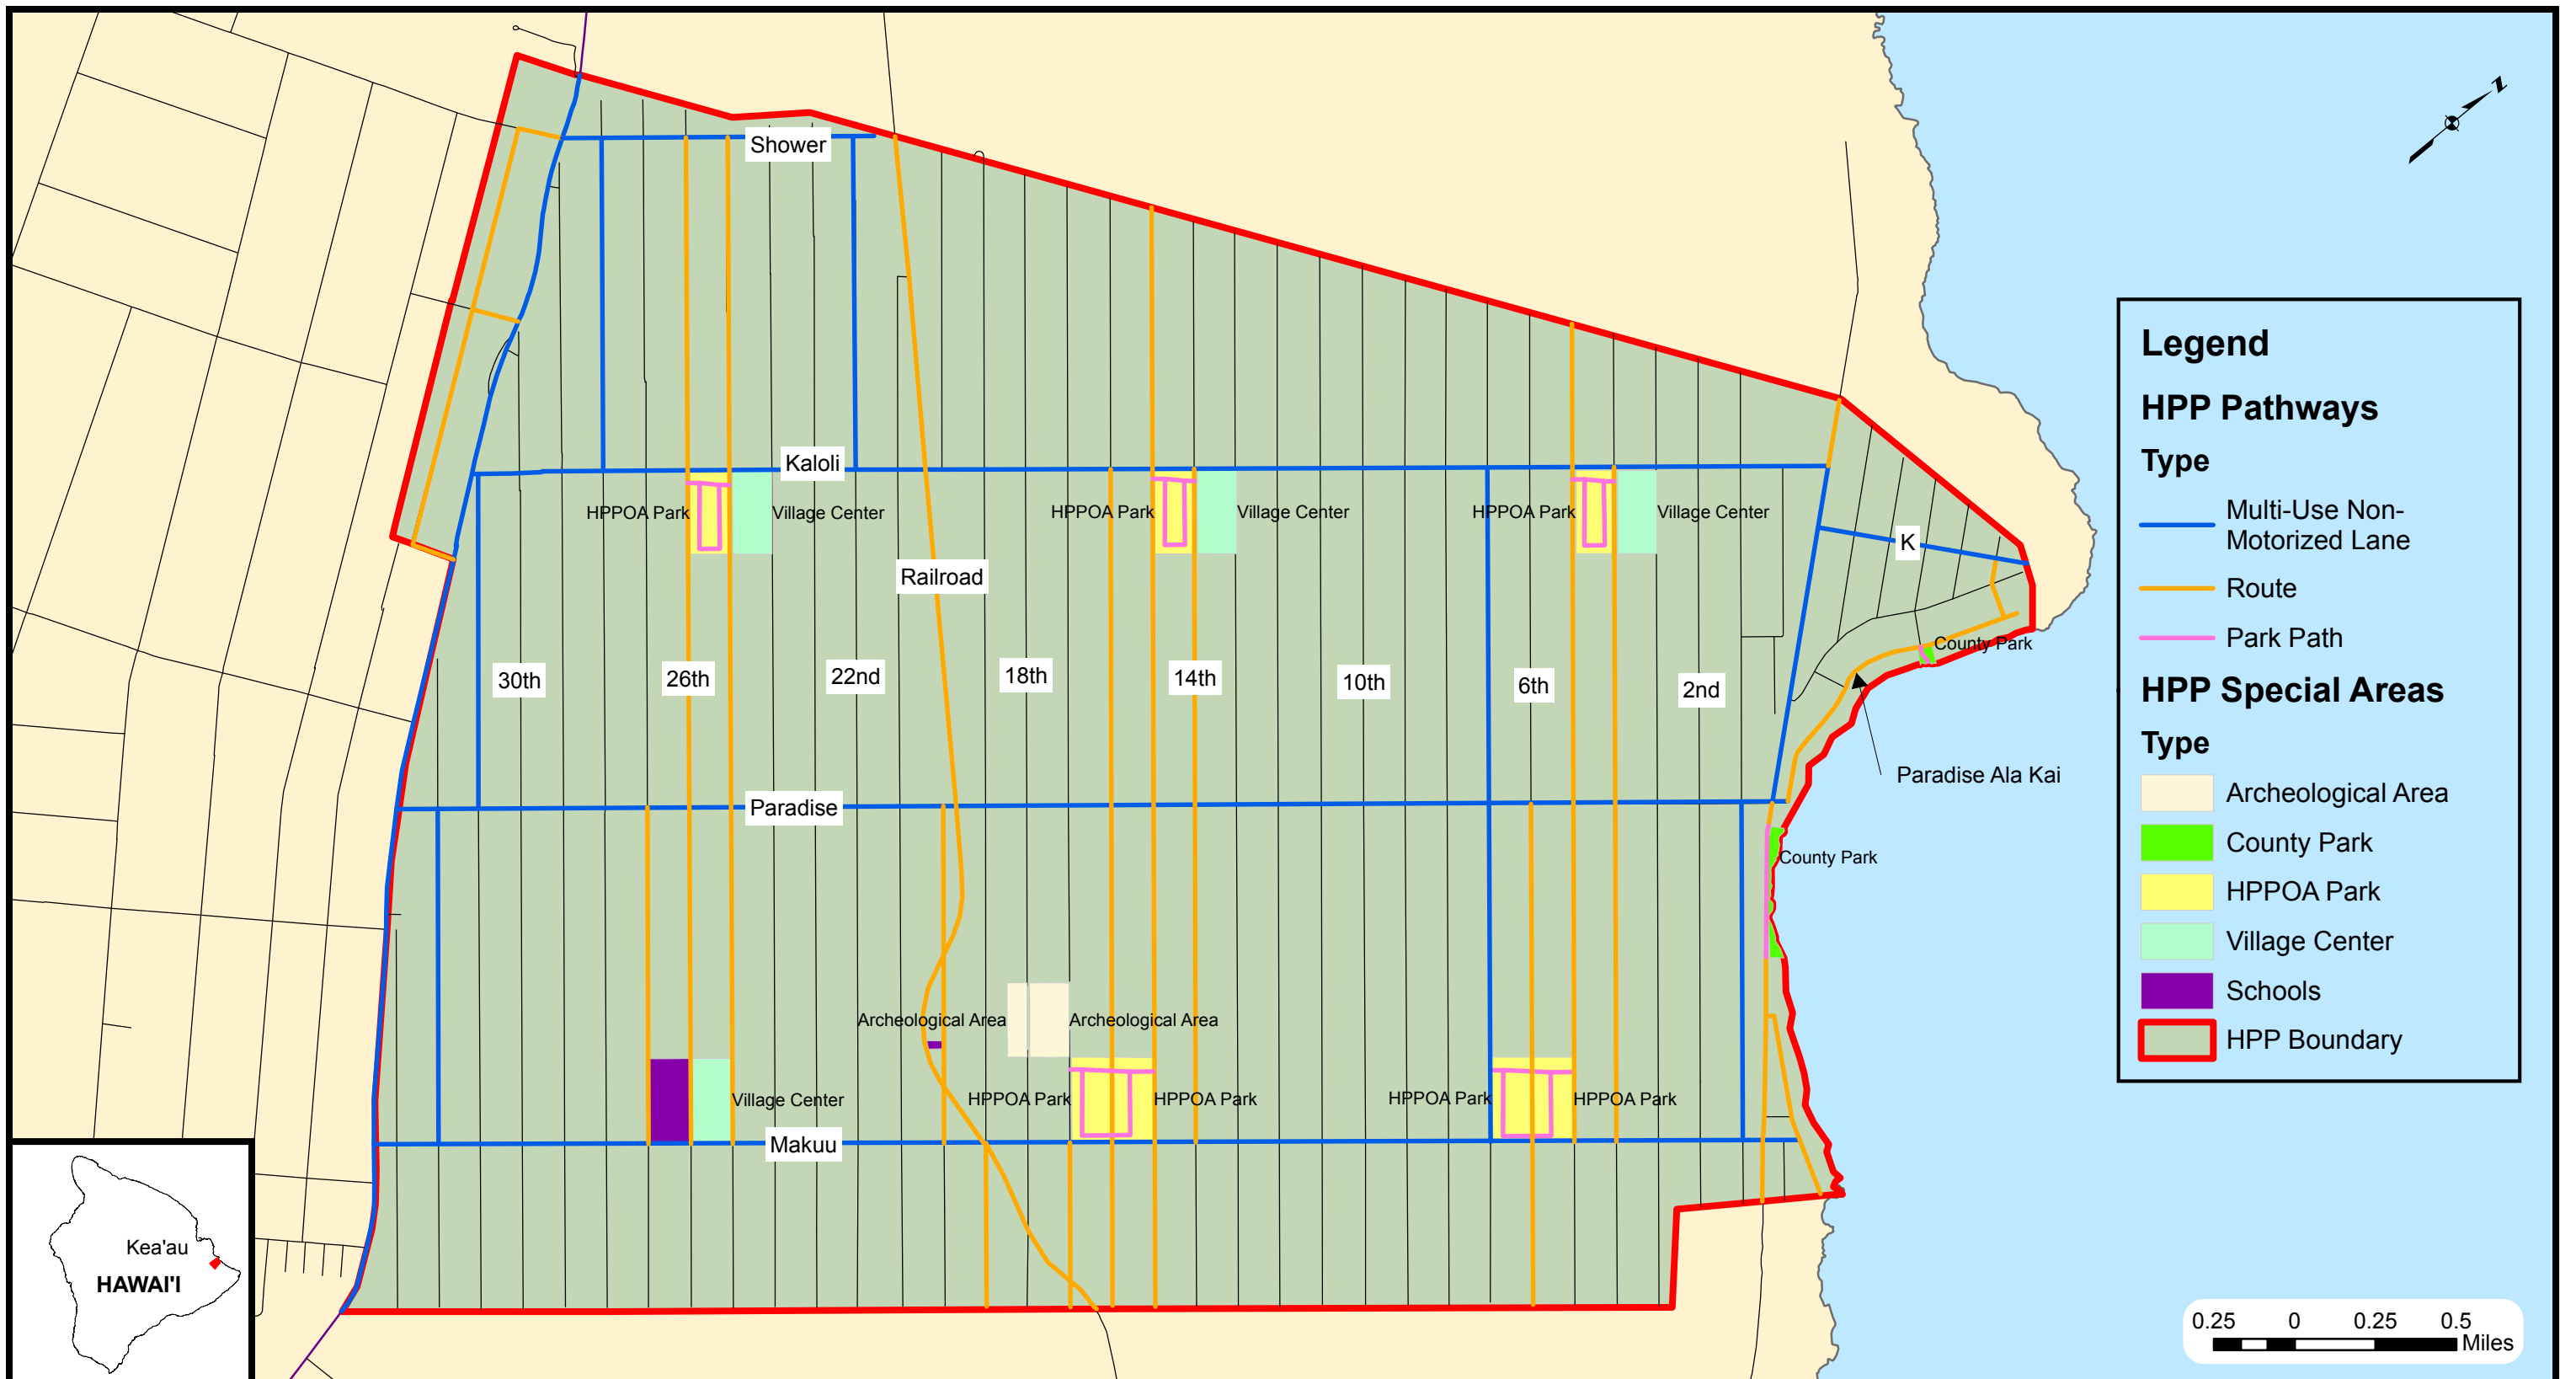 Shower
Kaloli
HPPOA Park
Village Center
HPPOA Park
Village Center
HPPOA Park
Village Center
K
Railroad
County Park
30th
26th
22nd
18th
14th
10th
6th
2nd
Paradise Ala Kai
Paradise
County Park
Archeological Area
Archeological Area
Village Center
HPPOA Park
HPPOA Park
HPPOA Park
HPPOA Park
Makuu
N
Legend
HPP Pathways
Type
Multi-Use Non-
Motorized Lane
Route
Park Path
HPP Special Areas
Type
Archeological Area
County Park
HPPOA Park
Village Center
Schools
HPP Boundary
Kea'au
HAWAI'I
0.25 0 0.25 0.5
Miles